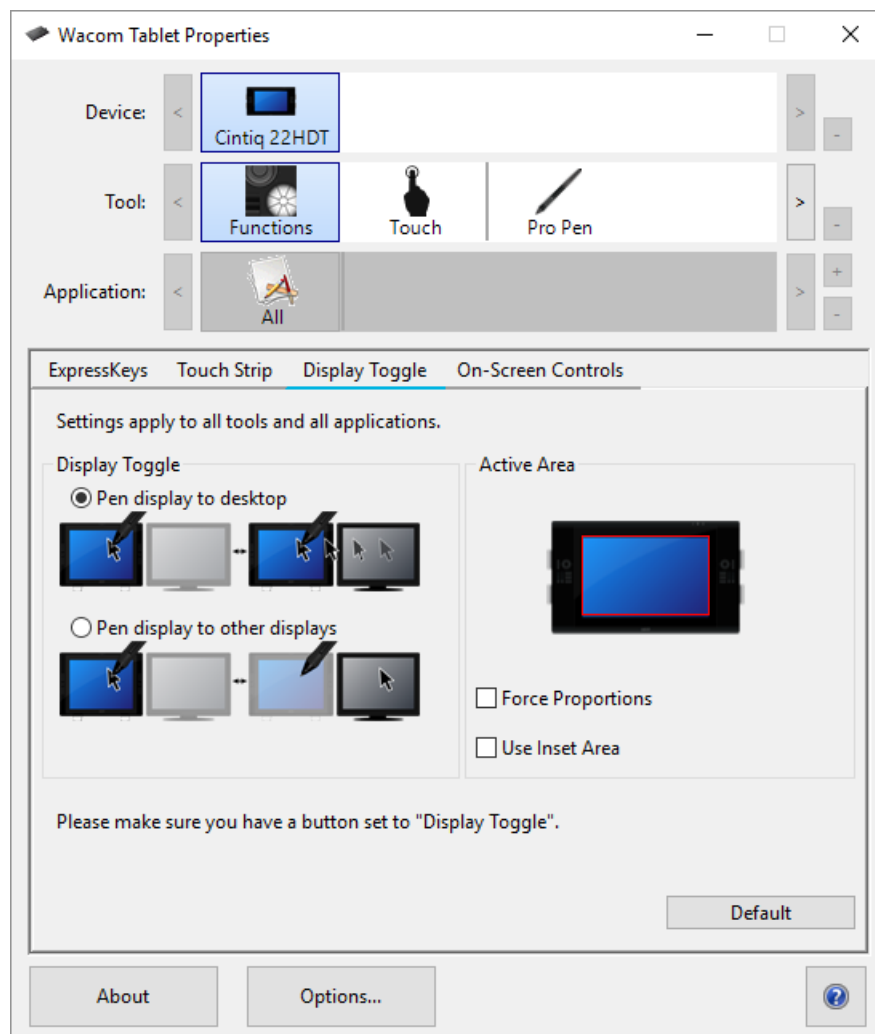 Wacom Tablet Properties
Device:
<
Cintiq 22HDT
>
-
Tool:
<
Functions
Touch
Pro Pen
>
-
Application:
<
All
>
+
-
ExpressKeys Touch Strip Display Toggle On-Screen Controls
Settings apply to all tools and all applications.
Display Toggle
Pen display to desktop
Pen display to other displays
Active Area
Force Proportions
Use Inset Area
Please make sure you have a button set to "Display Toggle".
Default
About
Options...
?